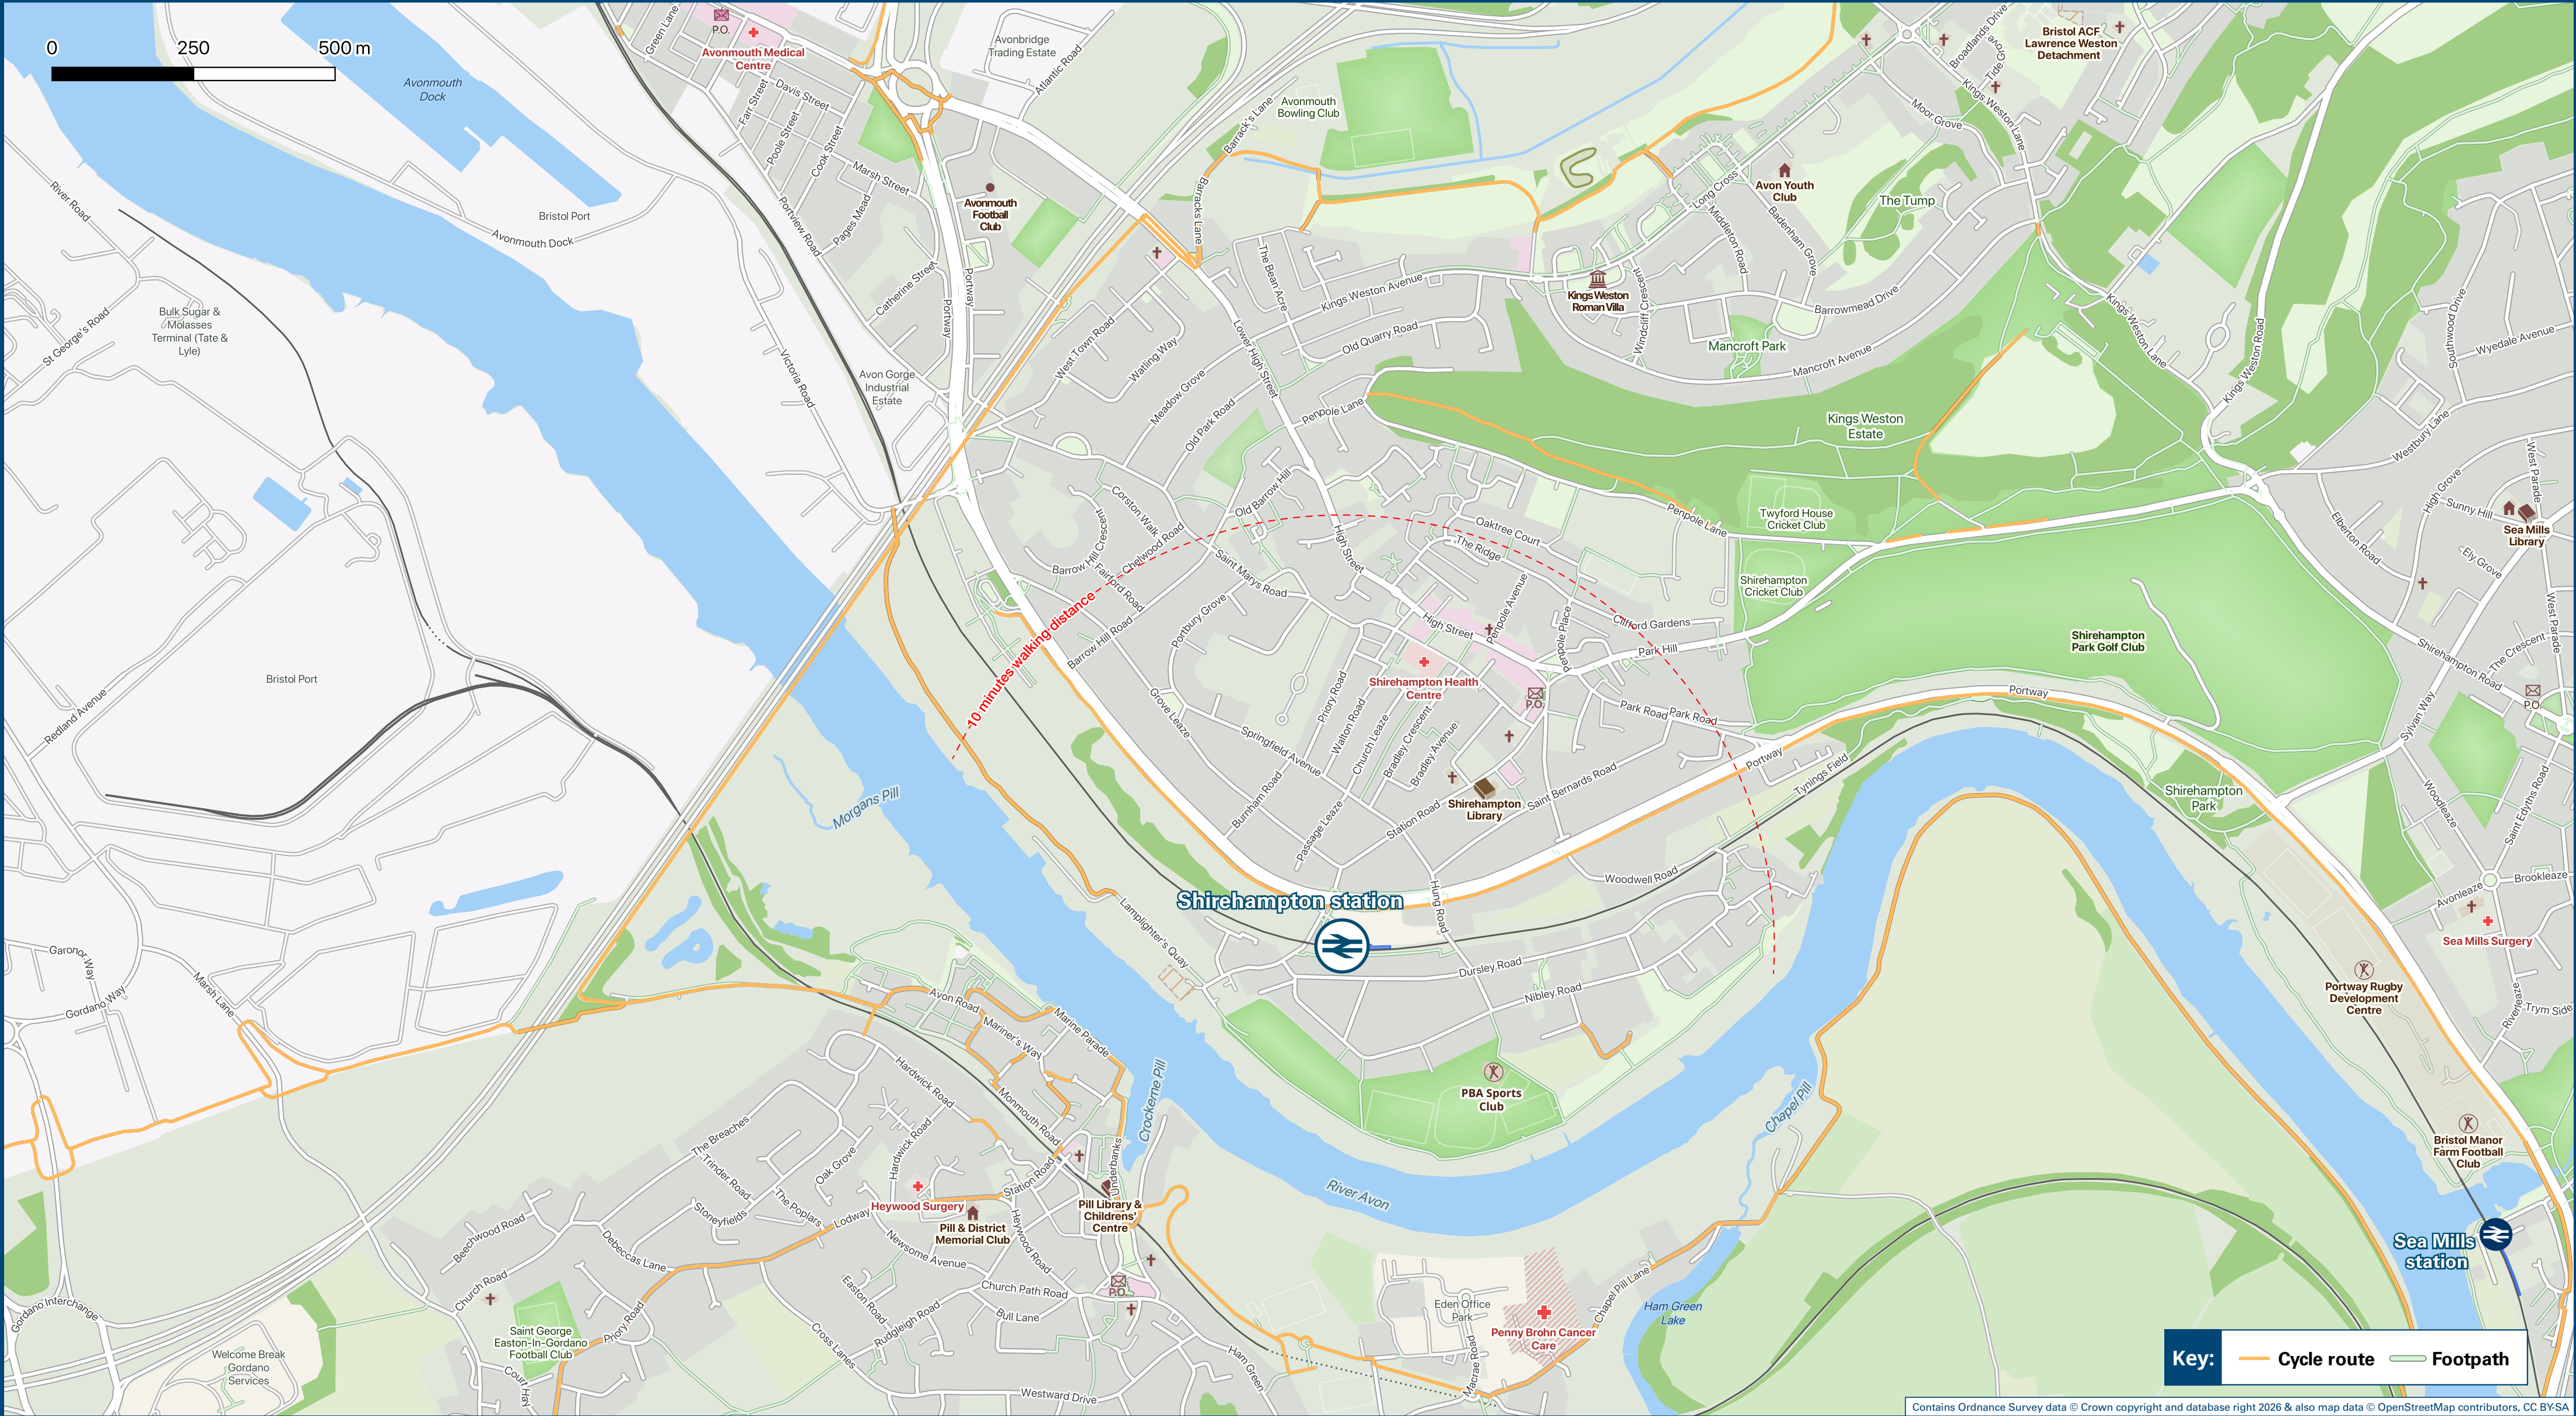 0 250 500 m
Green Lane
P.O.
Avonmouth Medical
Centre
Avonbridge
Trading Estate
Atlantic Road
Avonmouth
Dock
Farr Street
Davis Street
Poole Street
Cook Street
Marsh Street
Pages Mead
Portview Road
Catherine Street
Portway
Portway
Avonmouth
Football
Club
Barrack's Lane
Barracks Lane
Avonmouth
Bowling Club
Bristol ACF
Lawrence Weston
Detachment
Broadlands Drive
Tide Grove
Kings Weston Lane
Moor Grove
Avon Youth
Club
The Tump
Long Cross
Middleton Road
Badenham Grove
Barrowmead Drive
Kings Weston
Roman Villa
Windcliff Crescent
Mancroft Park
Mancroft Avenue
Kings Weston Lane
Kings Weston Road
Southwood Drive
Wyedale Avenue
River Road
Bristol Port
Avonmouth Dock
St George's Road
Bulk Sugar &
Molasses
Terminal (Tate &
Lyle)
Victoria Road
Avon Gorge
Industrial
Estate
West Town Road
Watling Way
Meadow Grove
Old Park Road
Lower High Street
The Bean Acre
Kings Weston Avenue
Old Quarry Road
Penpole Lane
Kings Weston
Estate
Westbury Lane
West Parade
High Grove
Sunny Hill
Sea Mills
Library
Elberton Road
Ely Grove
West Parade
Twyford House
Cricket Club
Penpole Lane
Shirehampton
Cricket Club
Corston Walk
Old Barrow Hill
Barrow Hill Crescent
Chelwood Road
Fairford Road
Saint Marys Road
High Street
Oaktree Court
The Ridge
Penpole Avenue
Penpole Place
Clifford Gardens
Park Hill
Park Road
Park Road
High Street
Shirehampton Health
Centre
P.O.
10 minutes walking distance
Barrow Hill Road
Portbury Grove
Grove Leaze
Springfield Avenue
Priory Road
Walton Road
Church Leaze
Bradley Crescent
Bradley Avenue
Burnham Road
Passage Leaze
Station Road
Saint Bernards Road
Shirehampton
Library
Portway
Tynings Field
Portway
Shirehampton
Park Golf Club
Shirehampton
Park
Shirehampton Road
The Crescent
Sylvan Way
P.O.
Woodleaze
Saint Edyths Road
Avonleaze
Brookleaze
Sea Mills Surgery
Riverleaze
Trym Side
Bristol Port
Redland Avenue
Morgans Pill
Shirehampton station
Hung Road
Woodwell Road
Lamplighter's Quay
Dursley Road
Nibley Road
PBA Sports
Club
Portway Rugby
Development
Centre
Bristol Manor
Farm Football
Club
Garonor Way
Gordano Way
Marsh Lane
Avon Road
Mariner's Way
Marine Parade
Hardwick Road
Monmouth Road
Crockerne Pill
Chapel Pill
River Avon
The Breaches
Trinder Road
Oak Grove
Hardwick Road
Station Road
Underbanks
Stoneyfields
The Poplars
Lodway
Heywood Surgery
Pill & District
Memorial Club
Pill Library &
Childrens'
Centre
Beechwood Road
Debeccas Lane
Newsome Avenue
Heywood Road
Church Road
Easton Road
Church Path Road
P.O.
Rudgleigh Road
Bull Lane
Priory Road
Cross Lanes
Gordano Interchange
Welcome Break
Gordano
Services
Saint George
Easton-In-Gordano
Football Club
Court Hay
Westward Drive
Ham Green
Eden Office
Park
Macrae Road
Penny Brohn Cancer
Care
Chapel Pill Lane
Ham Green
Lake
Sea Mills
station
Key: Cycle route Footpath
Contains Ordnance Survey data © Crown copyright and database right 2026 & also map data © OpenStreetMap contributors, CC BY-SA